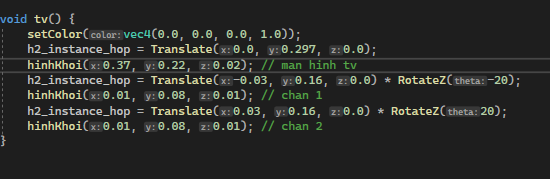 void tv() {
setColor(color:vec4(0.0, 0.0, 0.0, 1.0));
h2_instance_hop = Translate(x:0.0, y:0.297, z:0.0);
hinhKhoi(x:0.37, y:0.22, z:0.02); // man hinh tv
h2_instance_hop = Translate(x:-0.03, y:0.16, z:0.0) * RotateZ(theta:-20);
hinhKhoi(x:0.01, y:0.08, z:0.01); // chan 1
h2_instance_hop = Translate(x:0.03, y:0.16, z:0.0) * RotateZ(theta:20);
hinhKhoi(x:0.01, y:0.08, z:0.01); // chan 2
}